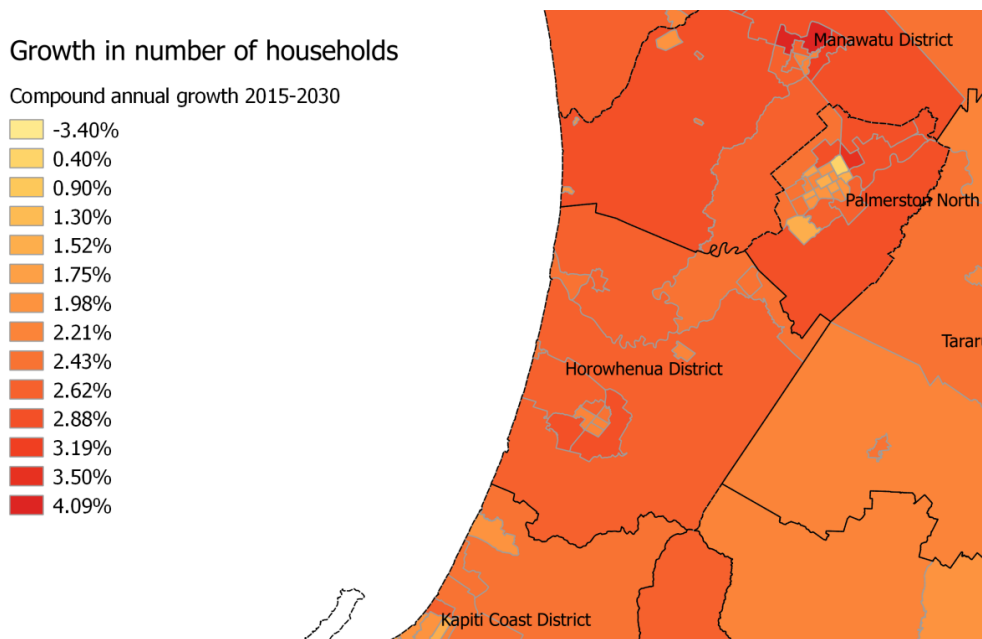 Growth in number of households
Compound annual growth 2015-2030
-3.40%
0.40%
0.90%
1.30%
1.52%
1.75%
1.98%
2.21%
2.43%
2.62%
2.88%
3.19%
3.50%
4.09%
Manawatu District
Palmerston North
Tarar
Horowhenua District
Kapiti Coast District